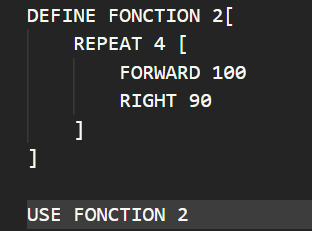 DEFINE FONCTION 2[
    REPEAT 4 [
        FORWARD 100
        RIGHT 90
    ]
]

USE FONCTION 2